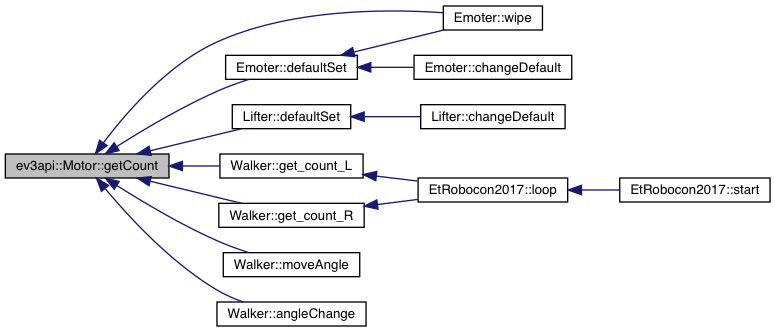 Emoter::wipe
Emoter::defaultSet
Emoter::changeDefault
Lifter::defaultSet
Lifter::changeDefault
ev3api::Motor::getCount
Walker::get_count_L
EtRobocon2017::loop
EtRobocon2017::start
Walker::get_count_R
Walker::moveAngle
Walker::angleChange